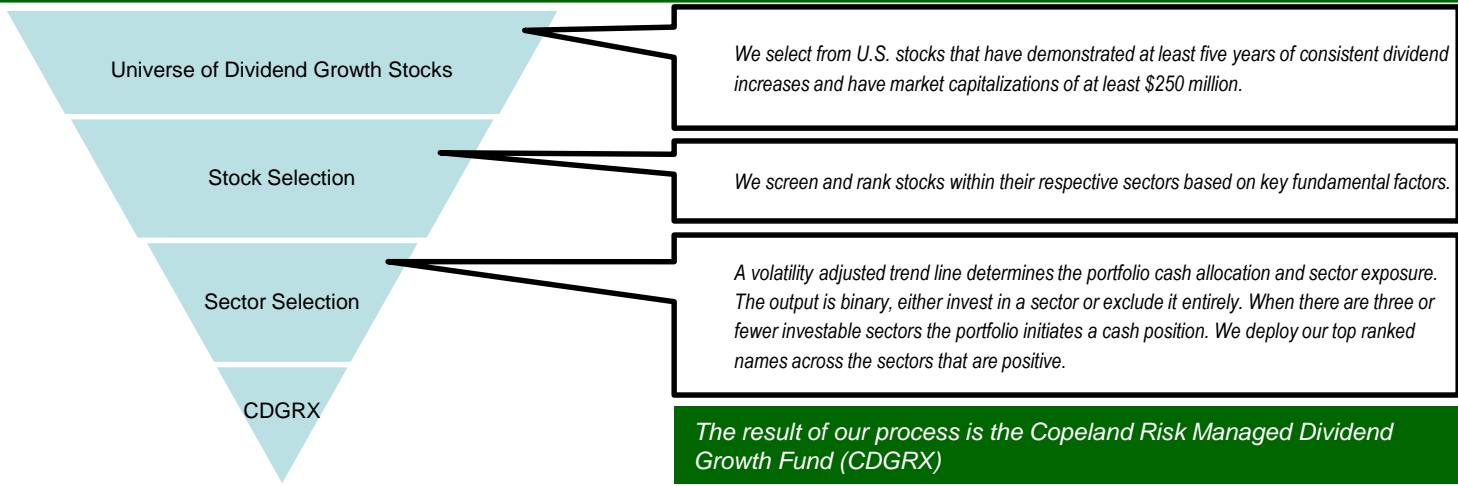 Universe of Dividend Growth Stocks
We select from U.S. stocks that have demonstrated at least five years of consistent dividend
increases and have market capitalizations of at least $250 million.
Stock Selection
We screen and rank stocks within their respective sectors based on key fundamental factors.
Sector Selection
A volatility adjusted trend line determines the portfolio cash allocation and sector exposure.
The output is binary, either invest in a sector or exclude it entirely. When there are three or
fewer investable sectors the portfolio initiates a cash position. We deploy our top ranked
names across the sectors that are positive.
CDGRX
The result of our process is the Copeland Risk Managed Dividend
Growth Fund (CDGRX)